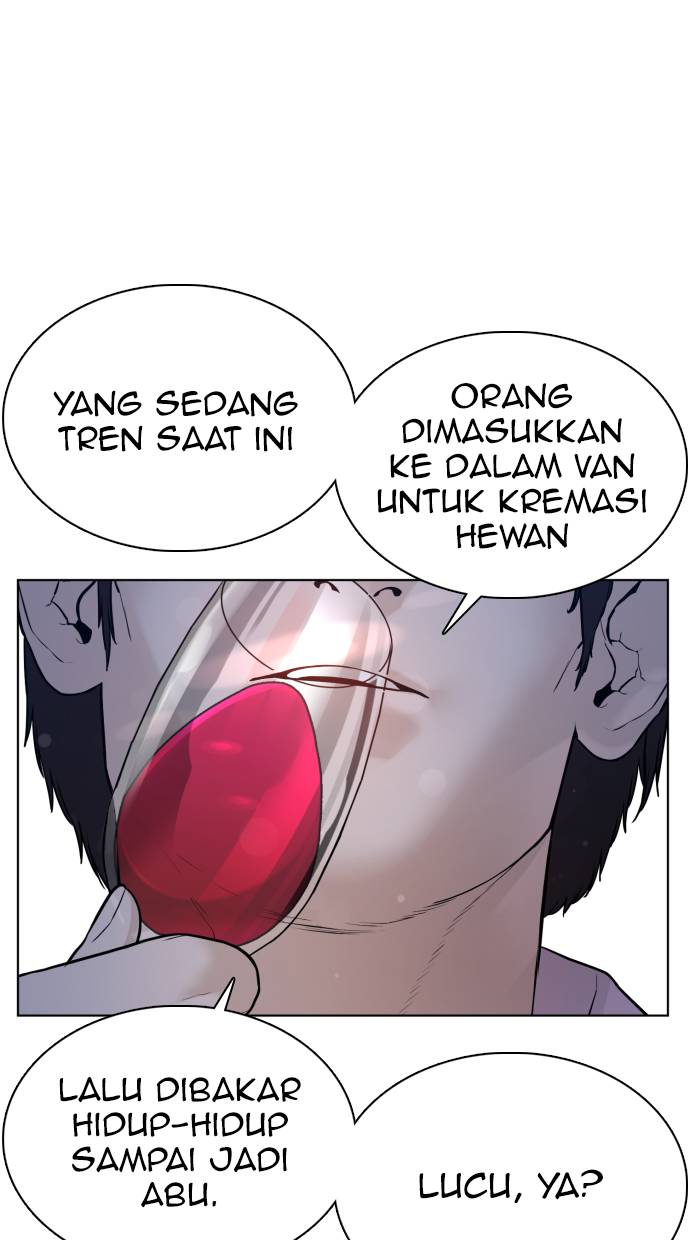 YANG SEDANG
TREN SAAT INI
ORANG
DIMASUKKAN
KE DALAM VAN
UNTUK KREMASI
HEWAN
LALU DIBAKAR
HIDUP-HIDUP
SAMPAI JADI
ABU.
LUCU, YA?